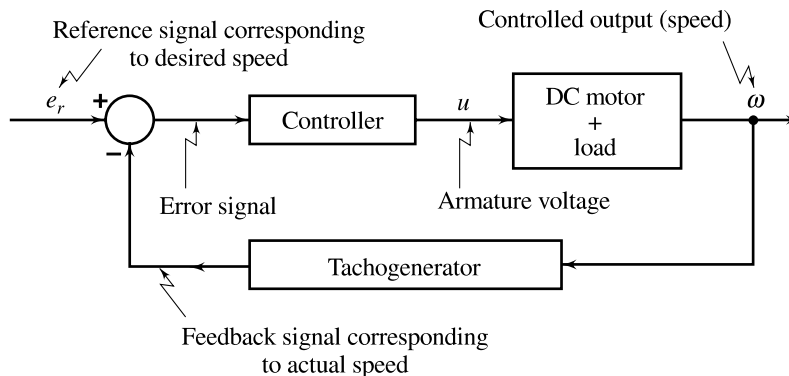 Controlled output (speed)
Reference signal corresponding
to desired speed
e_r
+
−
Controller
u
DC motor
+
load
ω
Error signal
Armature voltage
Tachogenerator
Feedback signal corresponding
to actual speed